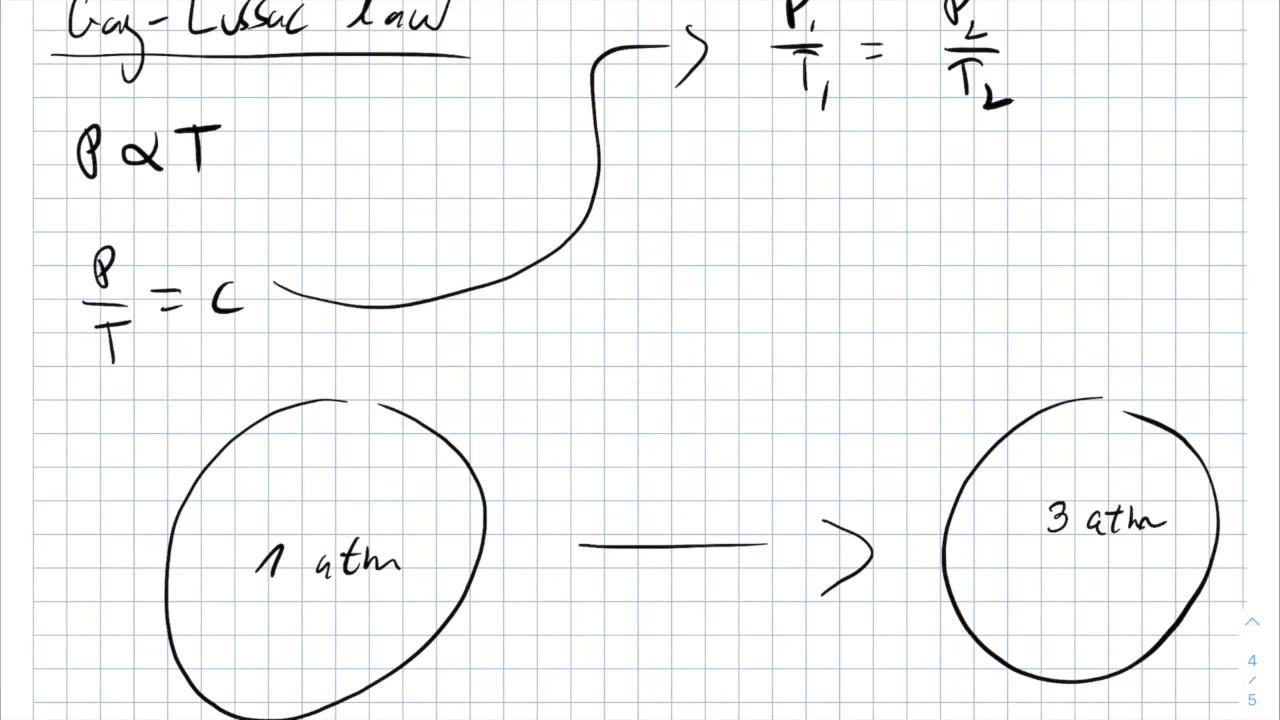 Gay-Lussac law
P ∝ T
P/T = C
P₁/T₁ = P₂/T₂
1 atm
3 atm
4
/
5